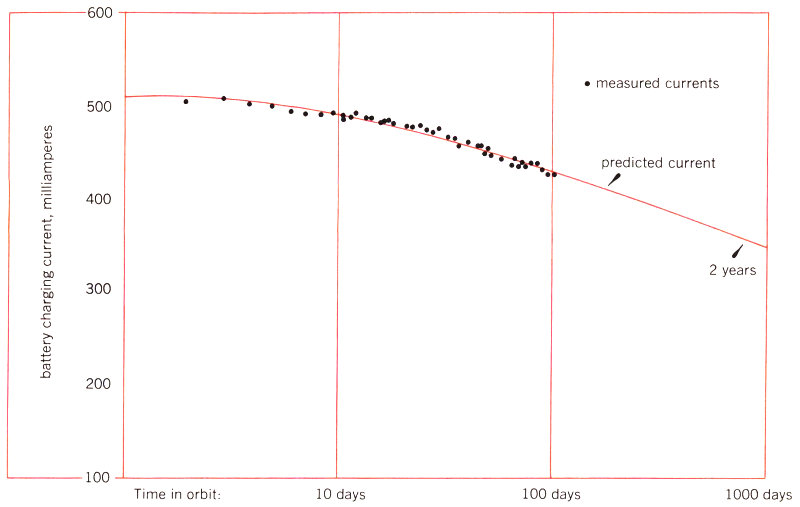 600
measured currents
500
predicted current
400
2 years
300
battery charging current, milliamperes
200
100
Time in orbit:
10 days
100 days
1000 days